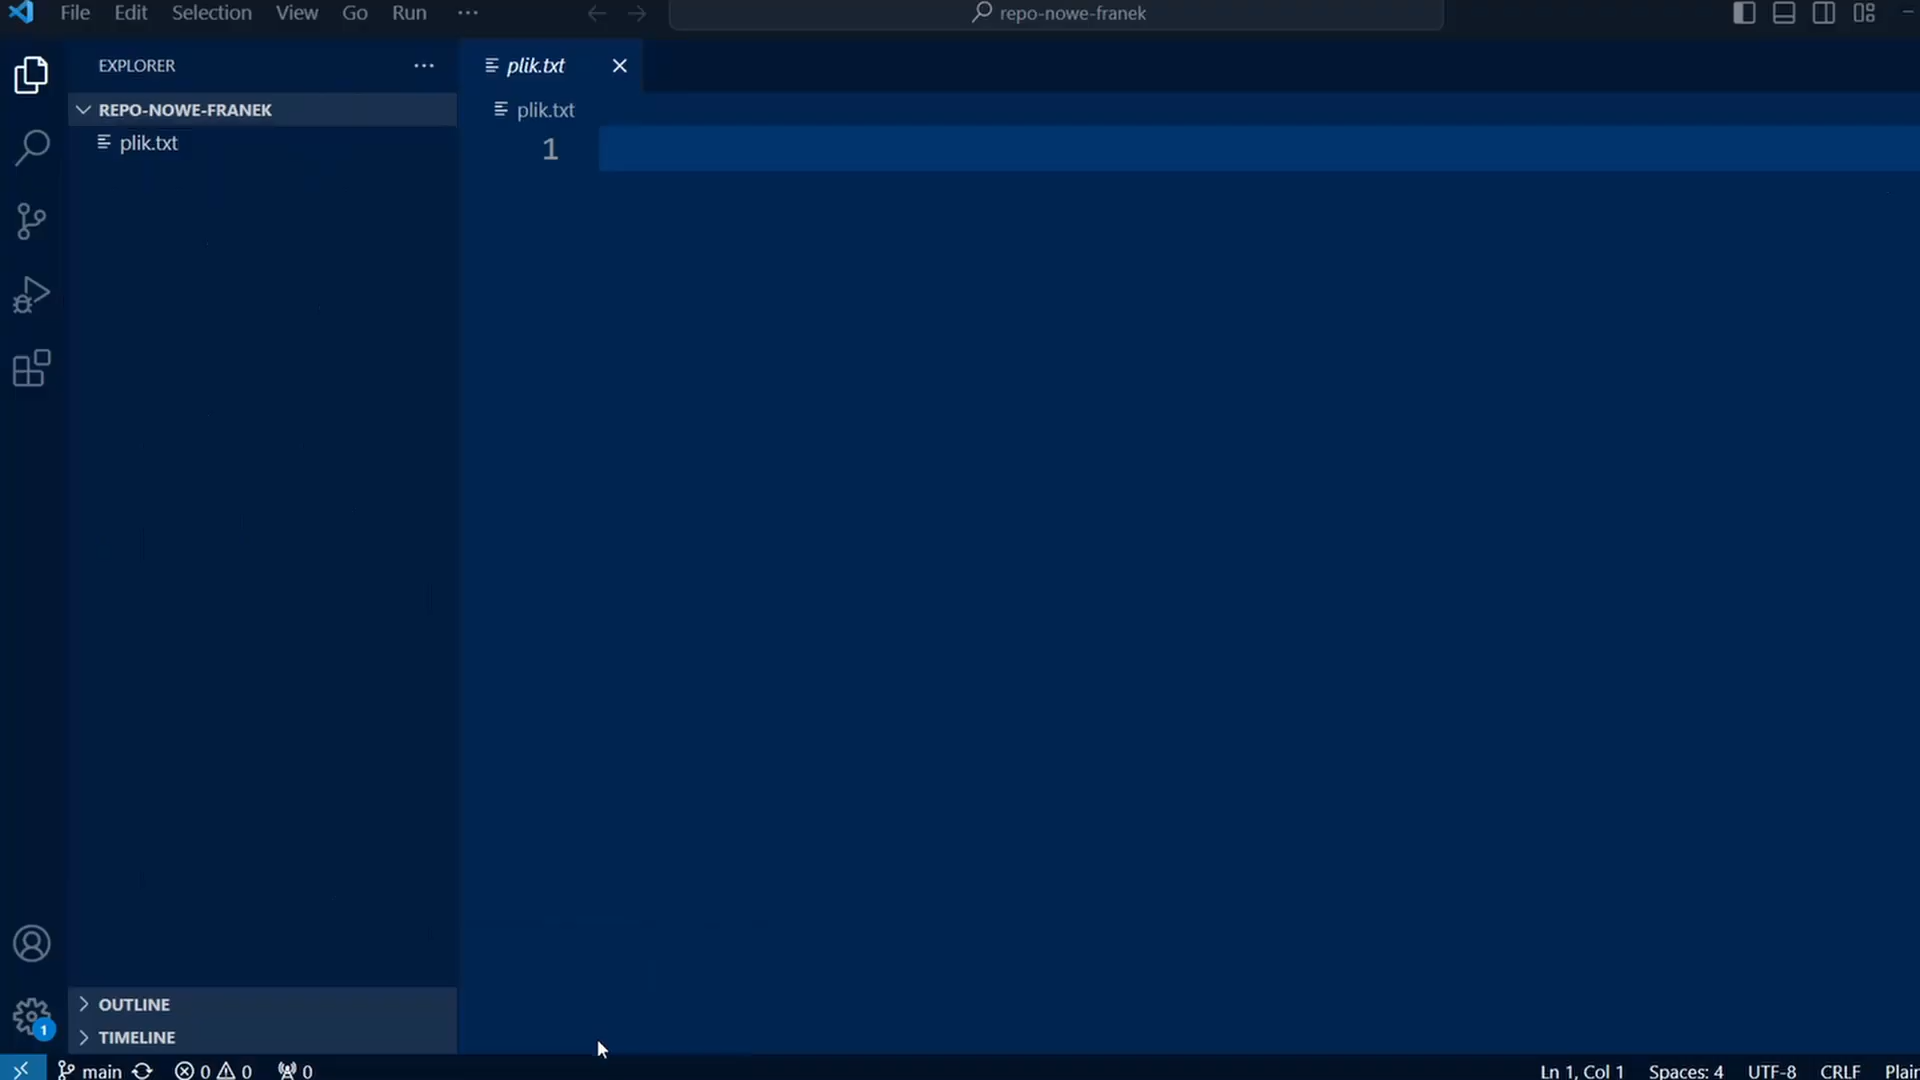 File Edit Selection View Go Run ··· repo-nowe-franek
EXPLORER ···
REPO-NOWE-FRANEK
plik.txt
plik.txt
plik.txt
1
OUTLINE
TIMELINE
1
main 0 0 0 Ln 1, Col 1 Spaces: 4 UTF-8 CRLF Plain